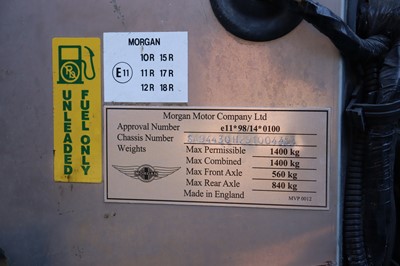 MORGAN
10R 15R
E11 11R 17R
12R 18R
UNLEADED
FUEL ONLY
Morgan Motor Company Ltd
Approval Number e11*98/14*0100
Chassis Number
Weights Max Permissible 1400 kg
Max Combined 1400 kg
Max Front Axle 560 kg
Max Rear Axle 840 kg
Made in England
MVP 0012